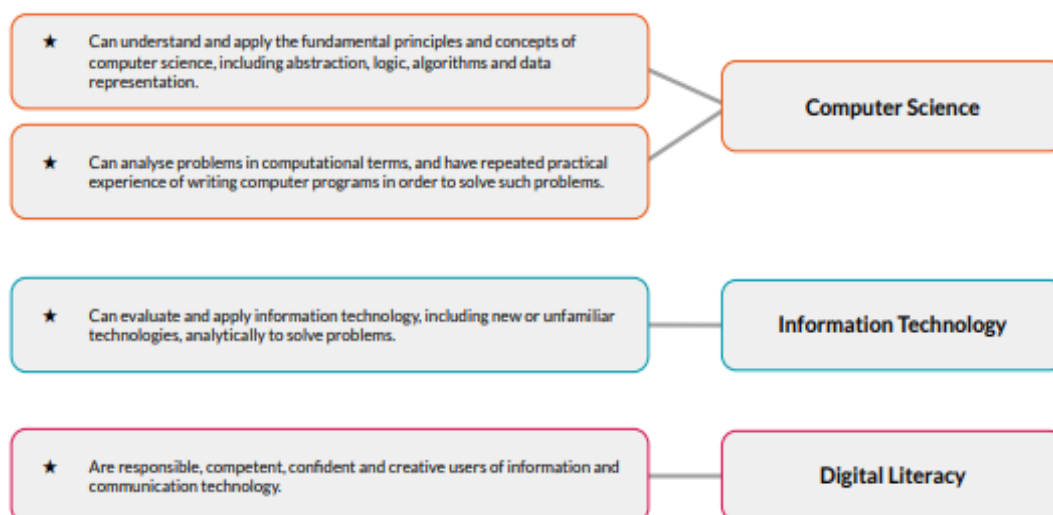 ★ Can understand and apply the fundamental principles and concepts of
computer science, including abstraction, logic, algorithms and data
representation.
★ Can analyse problems in computational terms, and have repeated practical
experience of writing computer programs in order to solve such problems.
Computer Science
★ Can evaluate and apply information technology, including new or unfamiliar
technologies, analytically to solve problems.
Information Technology
★ Are responsible, competent, confident and creative users of information and
communication technology.
Digital Literacy